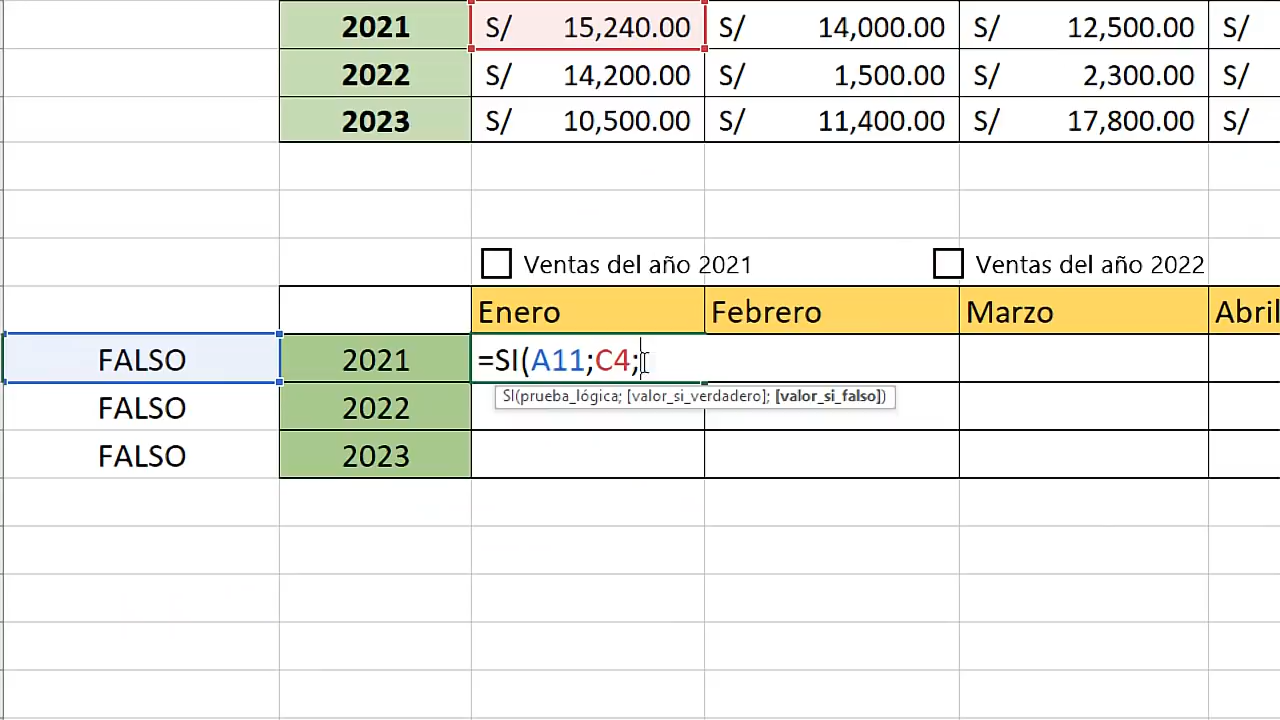 2021 S/ 15,240.00 S/ 14,000.00 S/ 12,500.00 S/
2022 S/ 14,200.00 S/ 1,500.00 S/ 2,300.00 S/
2023 S/ 10,500.00 S/ 11,400.00 S/ 17,800.00 S/
Ventas del año 2021 Ventas del año 2022
Enero Febrero Marzo Abril
FALSO 2021 =SI(A11;C4;
SI(prueba_lógica; [valor_si_verdadero]; [valor_si_falso])
FALSO 2022
FALSO 2023